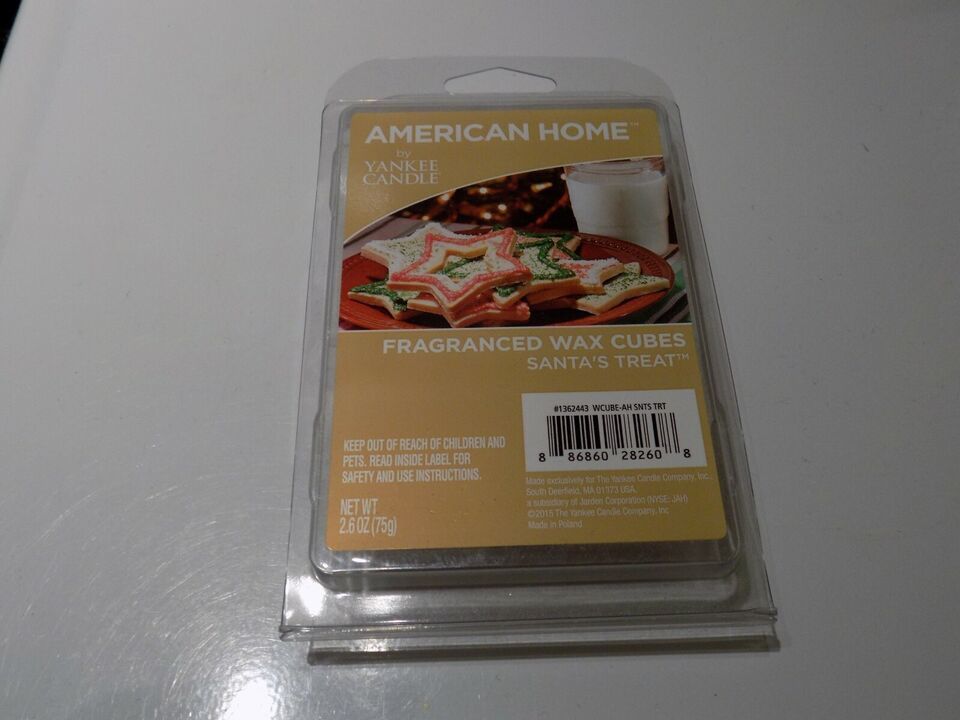 AMERICAN HOME™
by
YANKEE
CANDLE®
FRAGRANCED WAX CUBES
SANTA'S TREAT™
#1362443 WCUBE-AH SNTS TRT
8 86860 28260 8
KEEP OUT OF REACH OF CHILDREN AND
PETS. READ INSIDE LABEL FOR
SAFETY AND USE INSTRUCTIONS.
NET WT
2.6 OZ (75g)
Made exclusively for The Yankee Candle Company, Inc.
South Deerfield, MA 01373 USA.
a subsidiary of Jarden Corporation (NYSE: JAH)
©2015 The Yankee Candle Company, Inc
Made in Poland